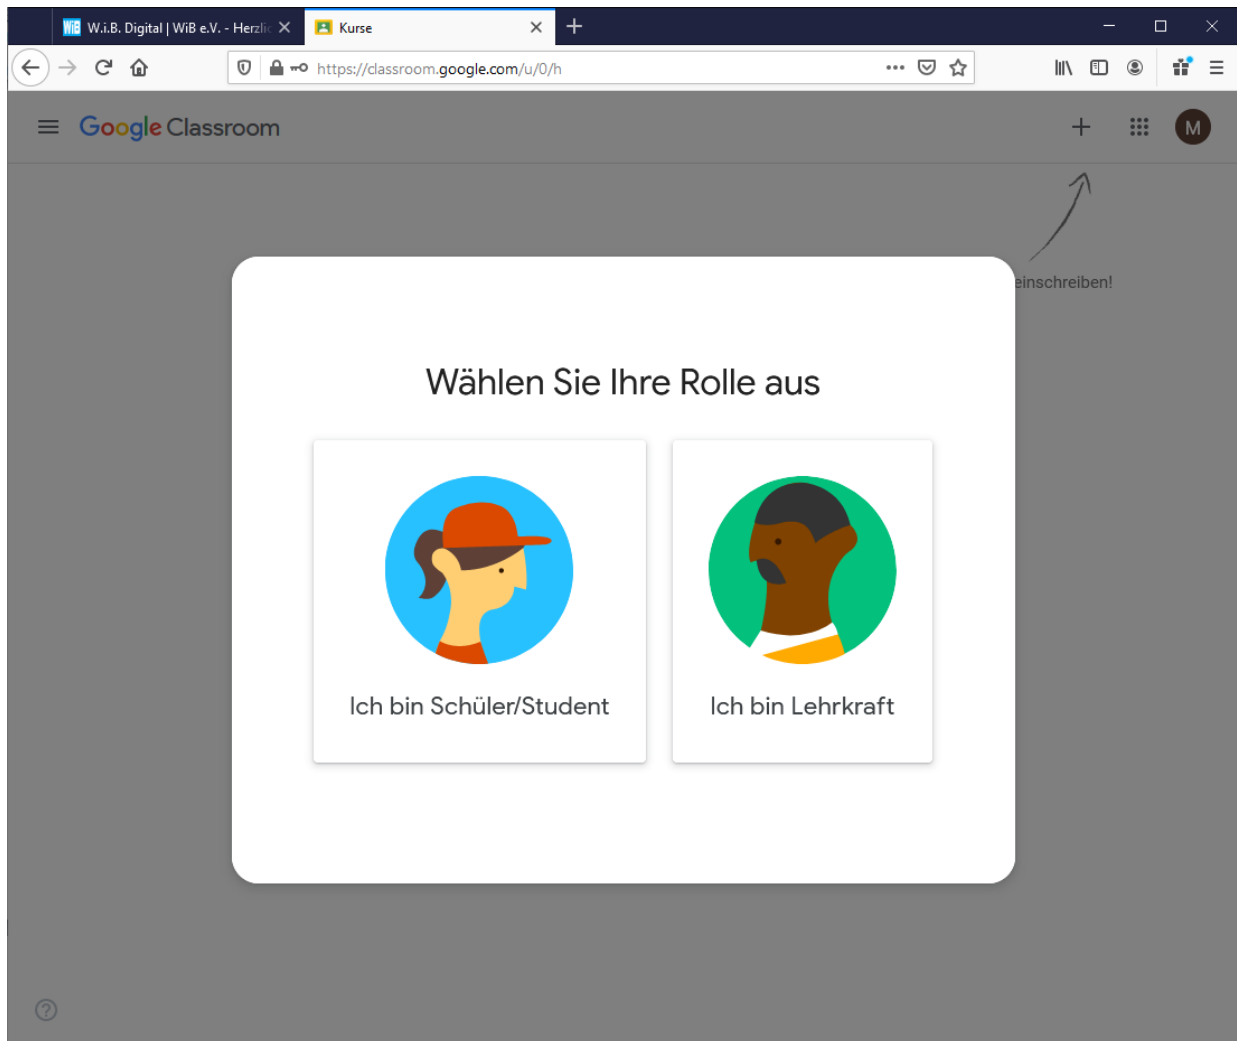 WiB W.i.B. Digital | WiB e.V. - Herzlic
Kurse
https://classroom.google.com/u/0/h
Google Classroom
M
einschreiben!
Wählen Sie Ihre Rolle aus
Ich bin Schüler/Student
Ich bin Lehrkraft